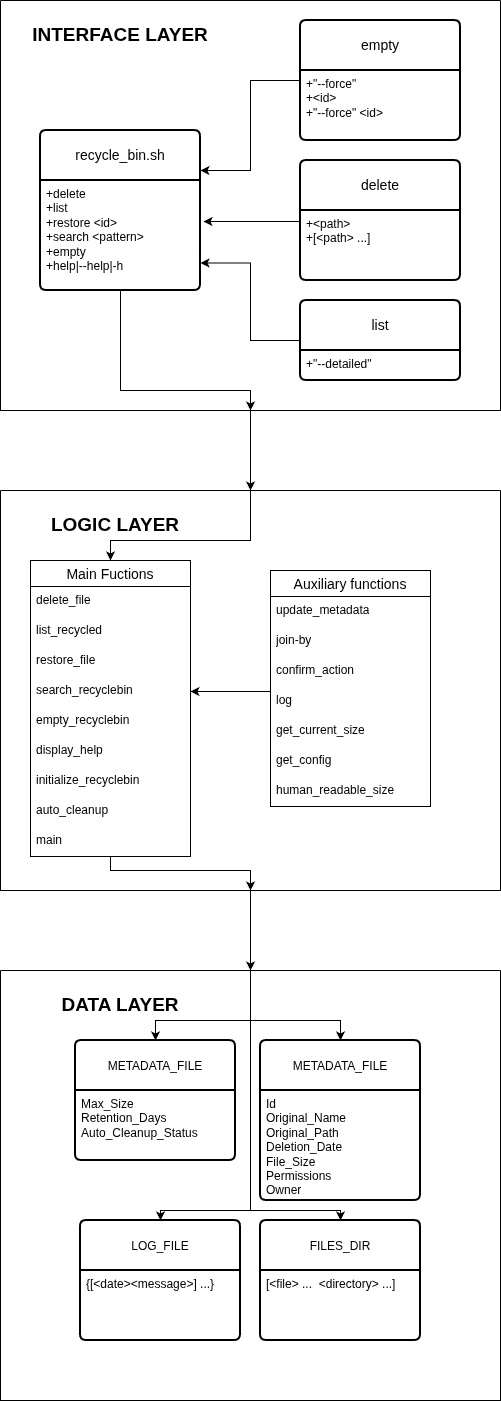 INTERFACE LAYER
empty
+"--force"
+<id>
+"--force" <id>
recycle_bin.sh
+delete
+list
+restore <id>
+search <pattern>
+empty
+help|--help|-h
delete
+<path>
+[<path> ...]
list
+"--detailed"
LOGIC LAYER
Main Fuctions
delete_file
list_recycled
restore_file
search_recyclebin
empty_recyclebin
display_help
initialize_recyclebin
auto_cleanup
main
Auxiliary functions
update_metadata
join-by
confirm_action
log
get_current_size
get_config
human_readable_size
DATA LAYER
METADATA_FILE
Max_Size
Retention_Days
Auto_Cleanup_Status
METADATA_FILE
Id
Original_Name
Original_Path
Deletion_Date
File_Size
Permissions
Owner
LOG_FILE
{[<date><message>] ...}
FILES_DIR
[<file> ...  <directory> ...]